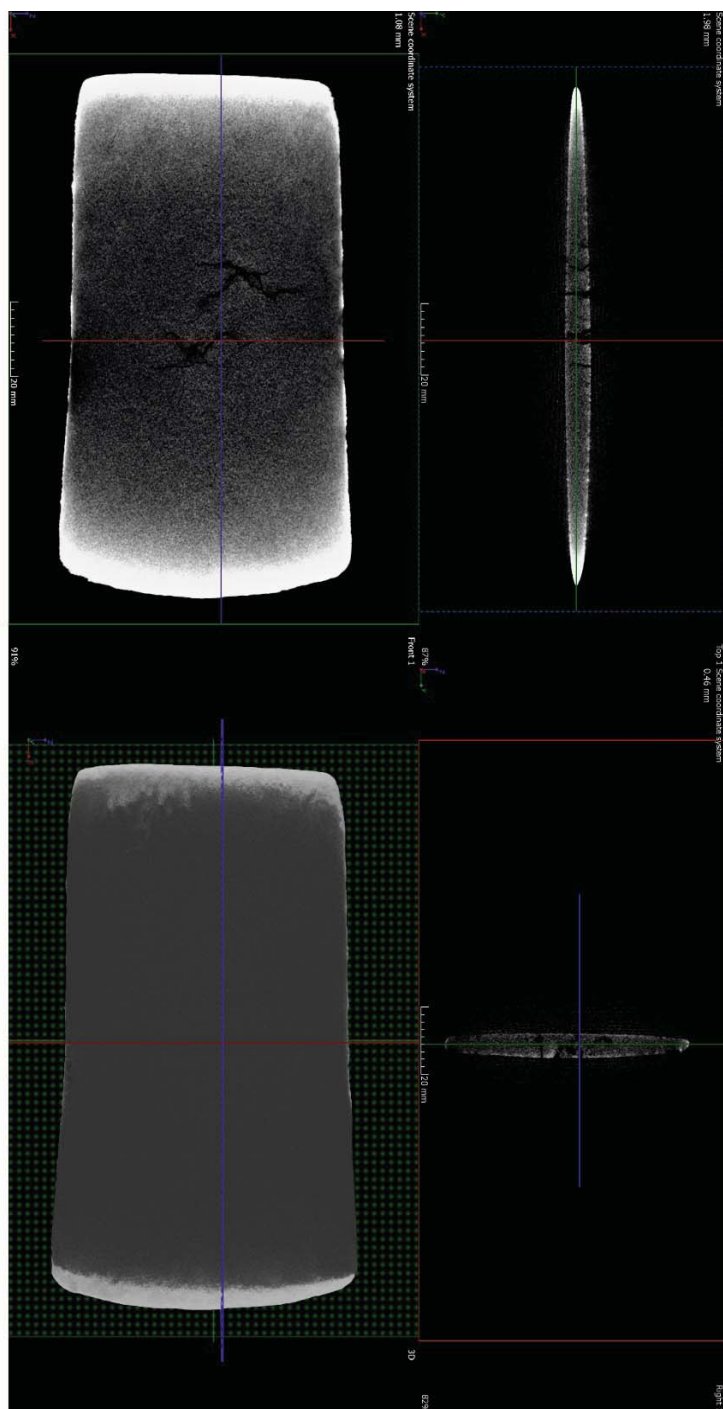 Scene coordinate system
1.98 mm
20 mm
Top 1
87%
Scene coordinate system
0.46 mm
20 mm
Right
82%
Scene coordinate system
1.08 mm
20 mm
Front 1
91%
3D